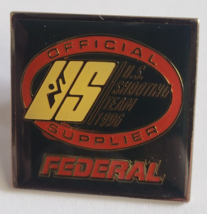 OFFICIAL
US
U.S.
SHOOTING
TEAM
1996
SUPPLIER
FEDERAL